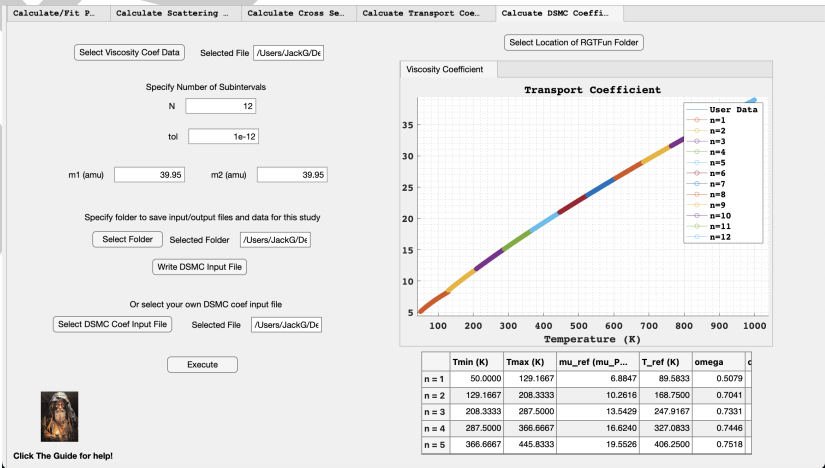 Calculate/Fit P…
Calculate Scattering …
Calculate Cross Se…
Calcuate Transport Coe…
Calcuate DSMC Coeffi…
Select Viscosity Coef Data
Selected File
/Users/JackG/De
Select Location of RGTFun Folder
Specify Number of Subintervals
N
12
tol
1e-12
m1 (amu)
39.95
m2 (amu)
39.95
Specify folder to save input/output files and data for this study
Select Folder
Selected Folder
/Users/JackG/De
Write DSMC Input File
Or select your own DSMC coef input file
Select DSMC Coef Input File
Selected File
/Users/JackG/De
Execute
Click The Guide for help!
Viscosity Coefficient
Transport Coefficient
User Data
n=1
n=2
n=3
n=4
n=5
n=6
n=7
n=8
n=9
n=10
n=11
n=12
35
30
25
20
15
10
5
100 200 300 400 500 600 700 800 900 1000
Temperature (K)
Tmin (K) Tmax (K) mu_ref (mu_P... T_ref (K) omega
n = 1 50.0000 129.1667 6.8847 89.5833 0.5079
n = 2 129.1667 208.3333 10.2616 168.7500 0.7041
n = 3 208.3333 287.5000 13.5429 247.9167 0.7331
n = 4 287.5000 366.6667 16.6240 327.0833 0.7446
n = 5 366.6667 445.8333 19.5526 406.2500 0.7518